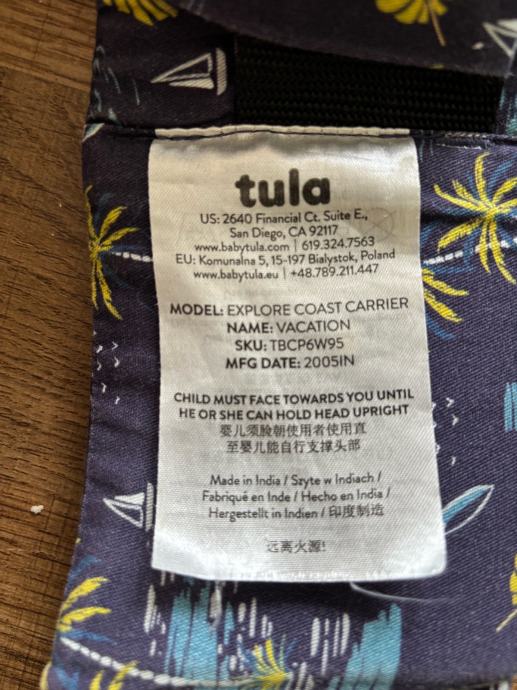 tula
US: 2640 Financial Ct. Suite E.,
San Diego, CA 92117
www.babytula.com | 619.324.7563
EU: Komunalna 5, 15-197 Bialystok, Poland
www.babytula.eu | +48.789.211.447
MODEL: EXPLORE COAST CARRIER
NAME: VACATION
SKU: TBCP6W95
MFG DATE: 2005IN
CHILD MUST FACE TOWARDS YOU UNTIL
HE OR SHE CAN HOLD HEAD UPRIGHT
婴儿须脸朝使用者使用直
至婴儿能自行支撑头部
Made in India / Szyte w Indiach /
Fabriqué en Inde / Hecho en India /
Hergestellt in Indien / 印度制造
远离火源!